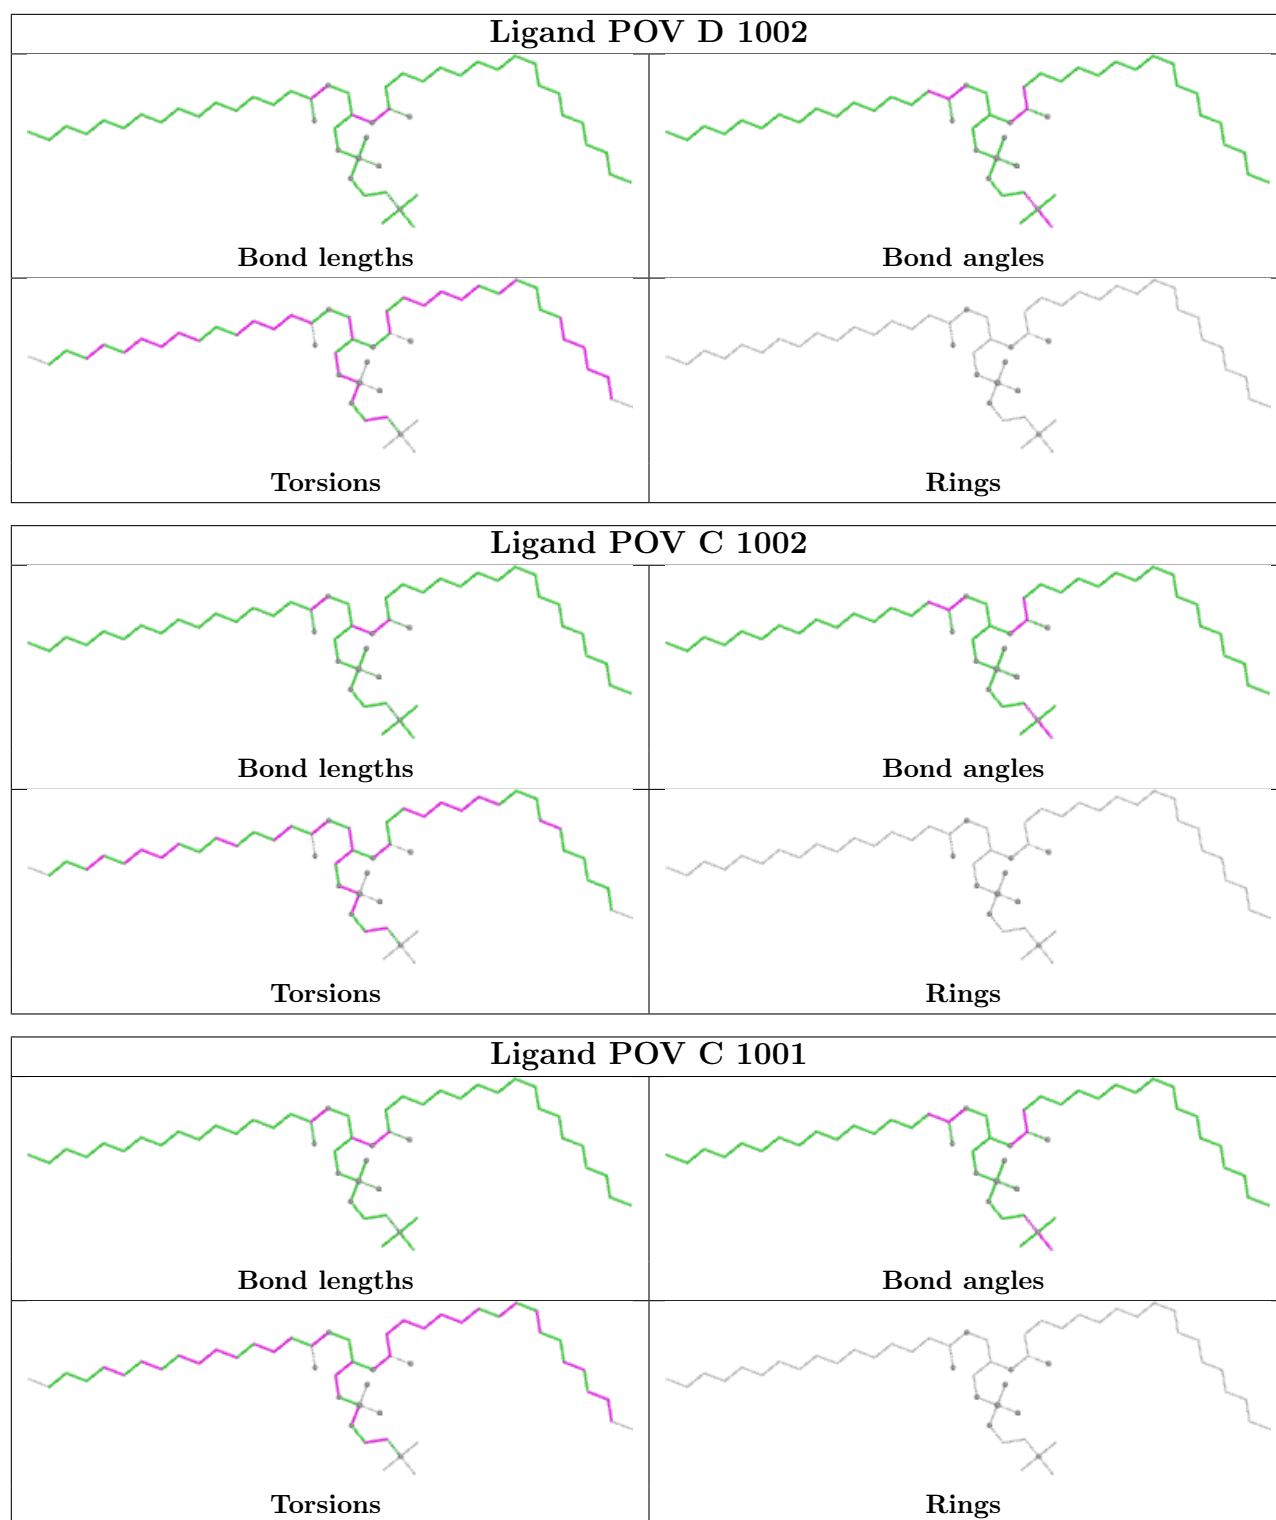 Ligand POV D 1002
Bond lengths
Bond angles
Torsions
Rings
Ligand POV C 1002
Bond lengths
Bond angles
Torsions
Rings
Ligand POV C 1001
Bond lengths
Bond angles
Torsions
Rings